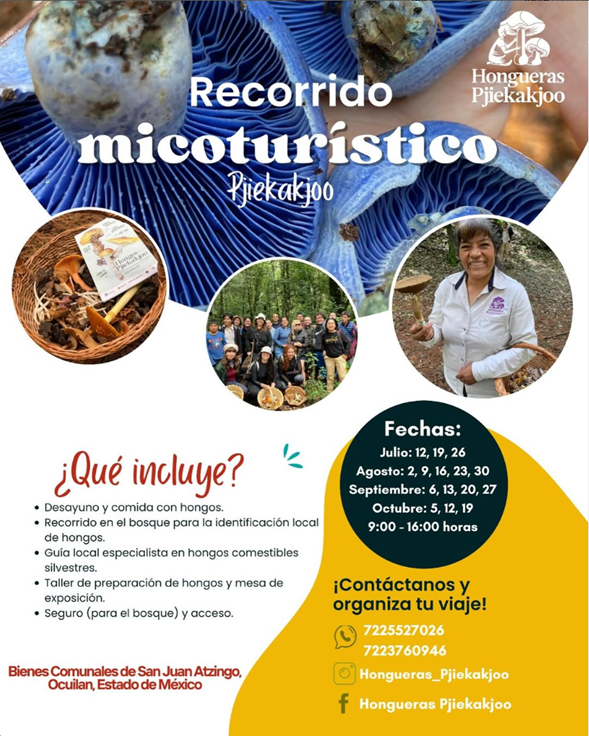 Hongueras
Pjiekakjoo
Recorrido
micoturístico
Pjiekakjoo
Hongos
Pjiekakjoo
Fechas:
Julio: 12, 19, 26
Agosto: 2, 9, 16, 23, 30
Septiembre: 6, 13, 20, 27
Octubre: 5, 12, 19
9:00 - 16:00 horas
¿Qué incluye?
• Desayuno y comida con hongos.
• Recorrido en el bosque para la identificación local
de hongos.
• Guía local especialista en hongos comestibles
silvestres.
• Taller de preparación de hongos y mesa de
exposición.
• Seguro (para el bosque) y acceso.
¡Contáctanos y
organiza tu viaje!
7225527026
7223760946
Hongueras_Pjiekakjoo
Hongueras Pjiekakjoo
Bienes Comunales de San Juan Atzingo,
Ocuilan, Estado de México